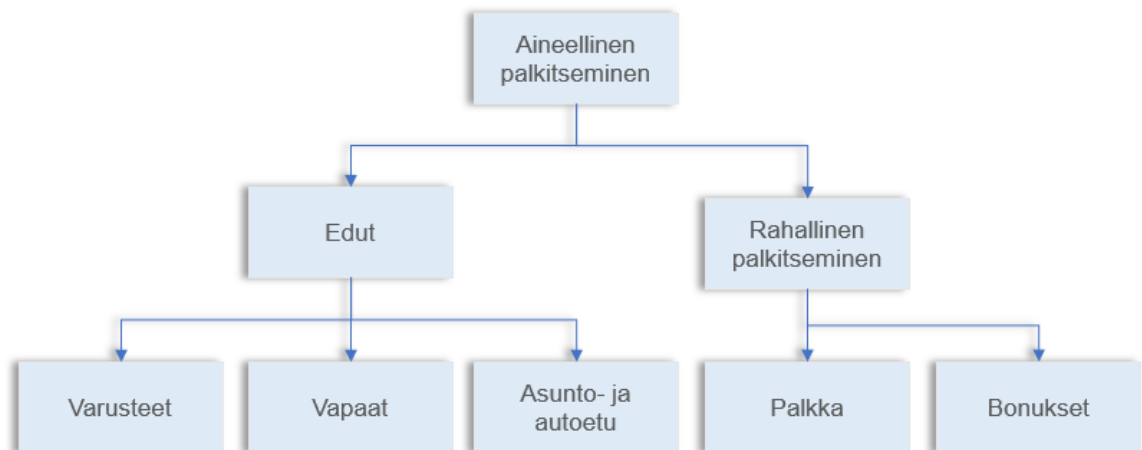 Aineellinen
palkitseminen
Edut
Rahallinen
palkitseminen
Varusteet
Vapaat
Asunto- ja
autoetu
Palkka
Bonukset